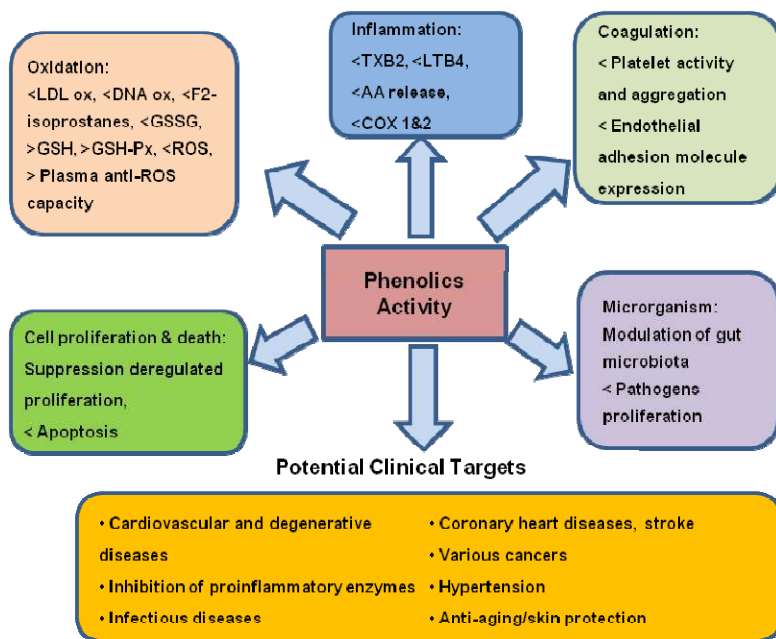 Oxidation:
<LDL ox, <DNA ox, <F2-
isoprostanes, <GSSG,
>GSH, >GSH-Px, <ROS,
> Plasma anti-ROS
capacity
Inflammation:
<TXB2, <LTB4,
<AA release,
<COX 1&2
Coagulation:
< Platelet activity
and aggregation
< Endothelial
adhesion molecule
expression
Phenolics
Activity
Cell proliferation & death:
Suppression deregulated
proliferation,
< Apoptosis
Microrganism:
Modulation of gut
microbiota
< Pathogens
proliferation
Potential Clinical Targets
• Cardiovascular and degenerative
diseases
• Inhibition of proinflammatory enzymes
• Infectious diseases
• Coronary heart diseases, stroke
• Various cancers
• Hypertension
• Anti-aging/skin protection